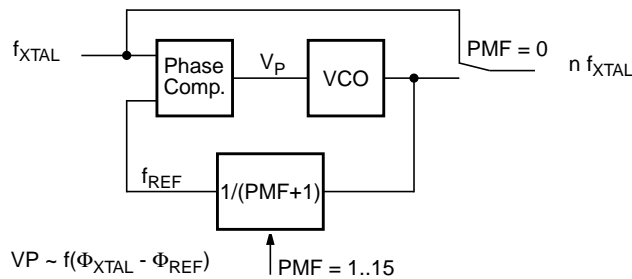 f_XTAL
Phase
Comp.
V_P
VCO
PMF = 0
n f_XTAL
f_REF
1/(PMF+1)
VP ~ f(Φ_XTAL - Φ_REF)
PMF = 1..15